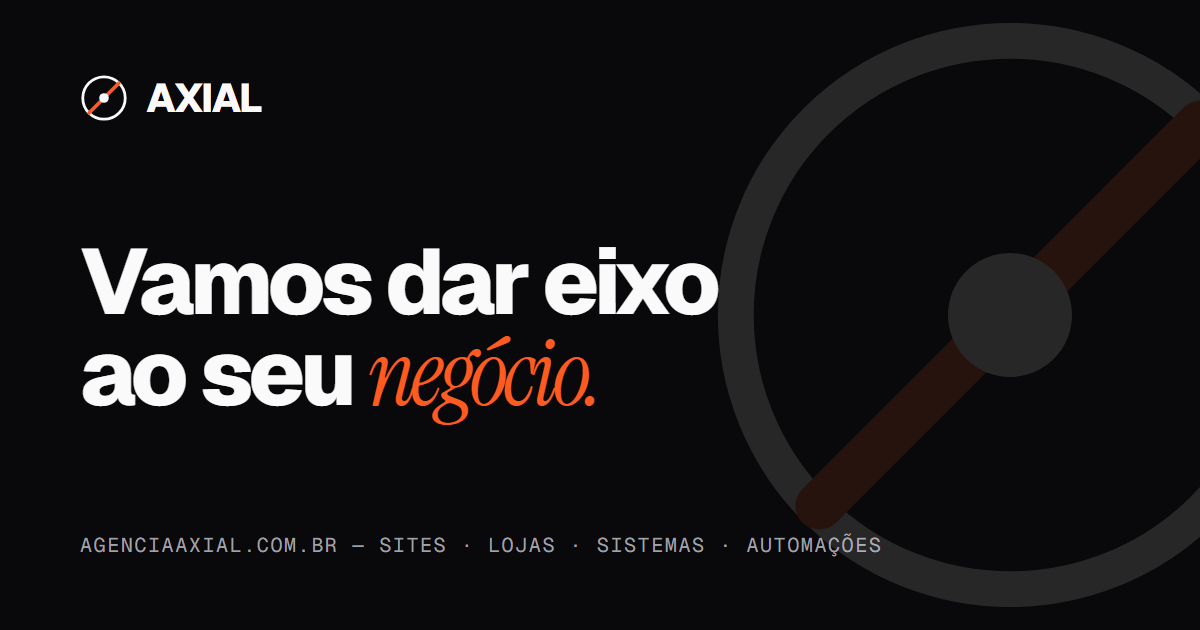 AXIAL
Vamos dar eixo
ao seu negócio.
AGENCIAAXIAL.COM.BR — SITES · LOJAS · SISTEMAS · AUTOMAÇÕES